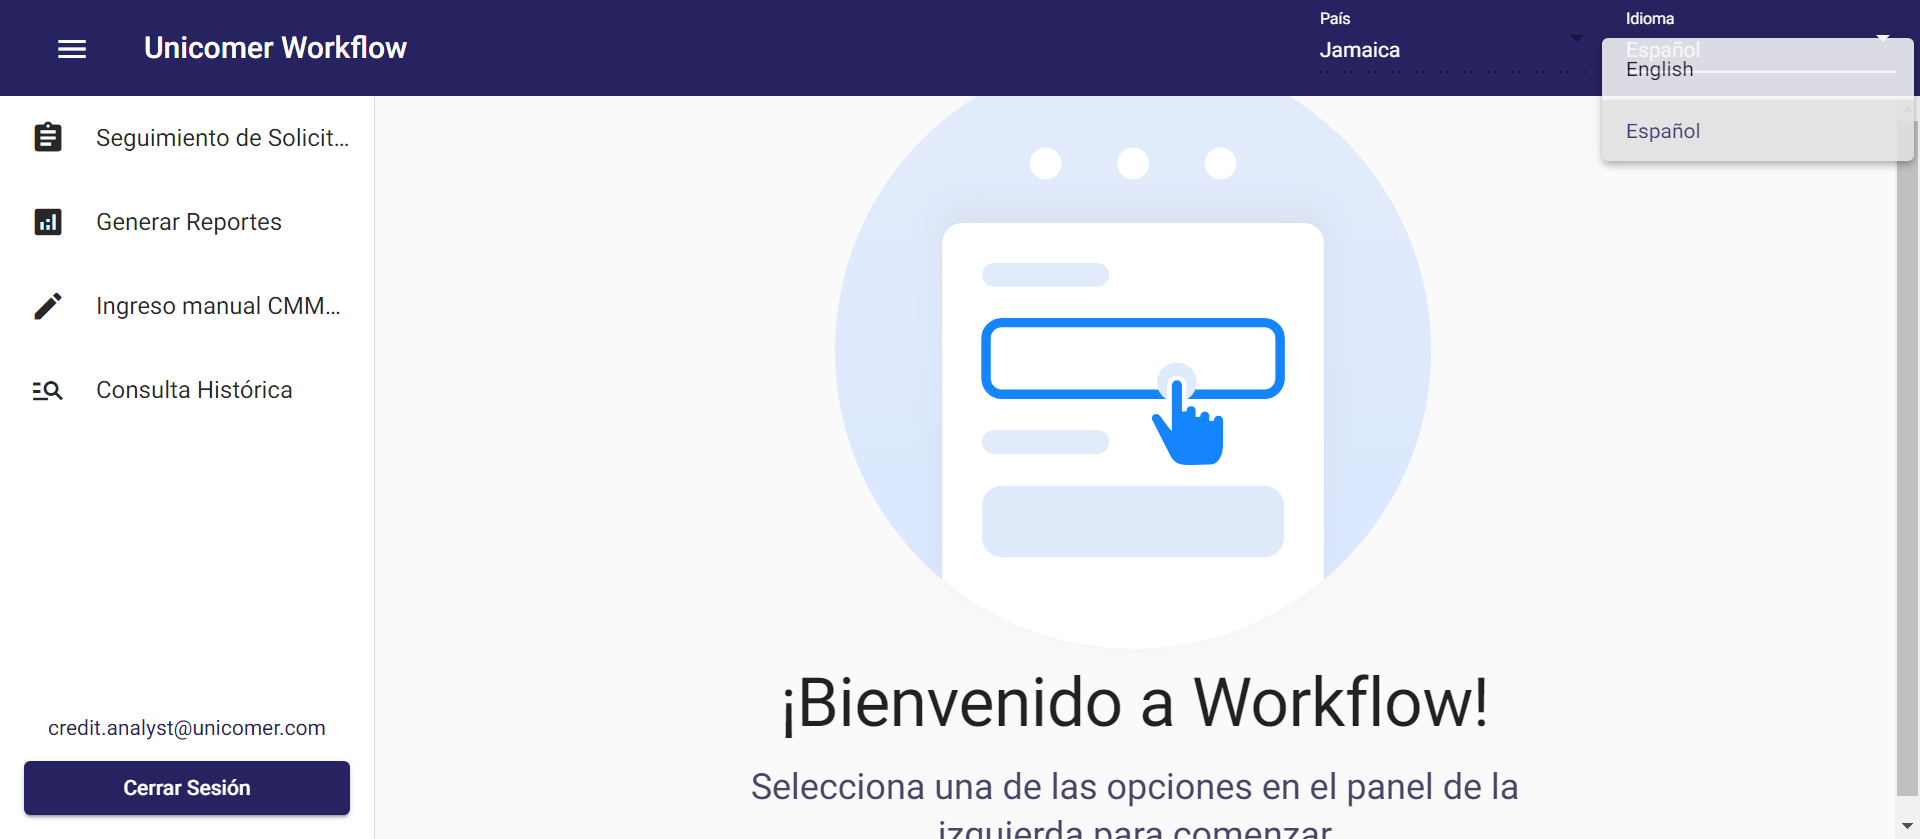 Unicomer Workflow
País
Jamaica
Idioma
Español
English
Español
Seguimiento de Solicit...
Generar Reportes
Ingreso manual CMM...
Consulta Histórica
credit.analyst@unicomer.com
Cerrar Sesión
¡Bienvenido a Workflow!
Selecciona una de las opciones en el panel de la
izquierda para comenzar